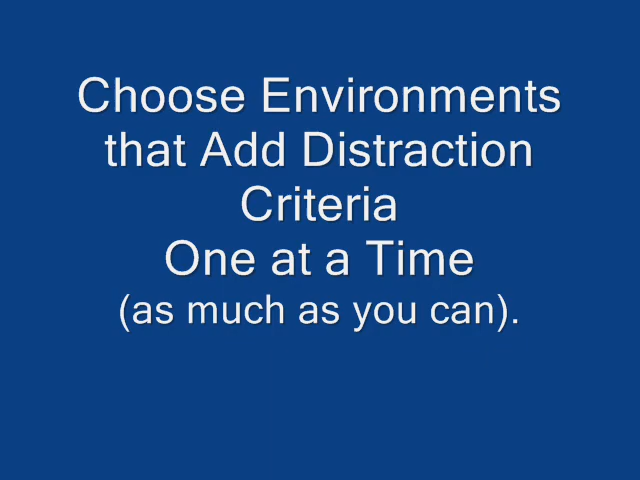 Choose Environments
that Add Distraction
Criteria
One at a Time
(as much as you can).